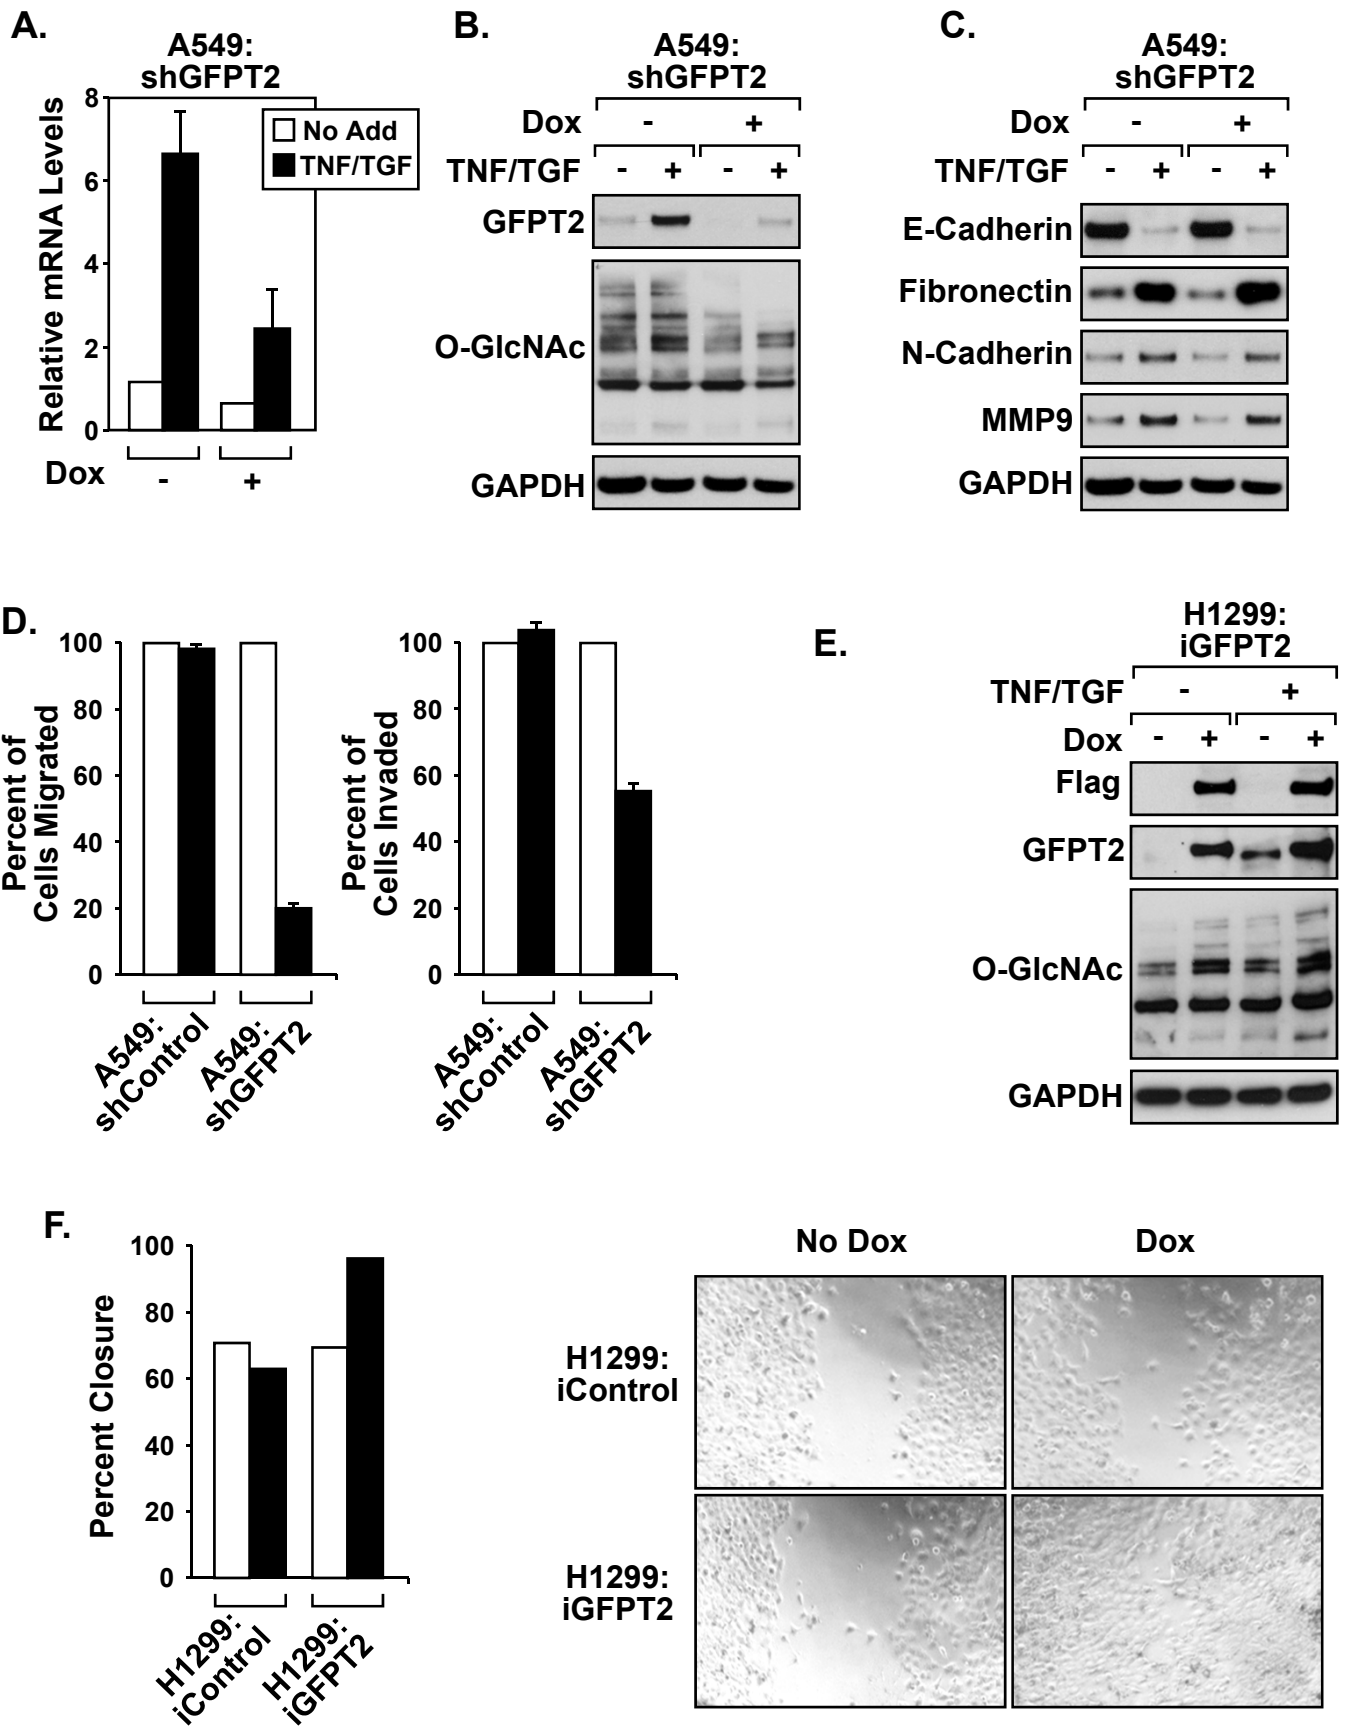 A.
A549:
shGFPT2
Relative mRNA Levels
8
6
4
2
0
No Add
TNF/TGF
Dox - +
B.
A549:
shGFPT2
Dox - +
TNF/TGF - + - +
GFPT2
O-GlcNAc
GAPDH
C.
A549:
shGFPT2
Dox - +
TNF/TGF - + - +
E-Cadherin
Fibronectin
N-Cadherin
MMP9
GAPDH
D.
Percent of
Cells Migrated
100
80
60
40
20
0
A549:
shControl
A549:
shGFPT2
Percent of
Cells Invaded
100
80
60
40
20
0
A549:
shControl
A549:
shGFPT2
E.
H1299:
iGFPT2
TNF/TGF - +
Dox - + - +
Flag
GFPT2
O-GlcNAc
GAPDH
F.
Percent Closure
100
80
60
40
20
0
H1299:
iControl
H1299:
iGFPT2
No Dox Dox
H1299:
iControl
H1299:
iGFPT2